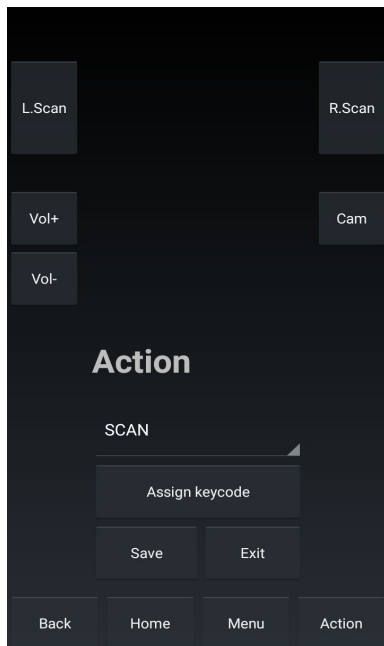 L.Scan R.Scan
Vol+ Cam
Vol-
Action
SCAN
Assign keycode
Save Exit
Back Home Menu Action